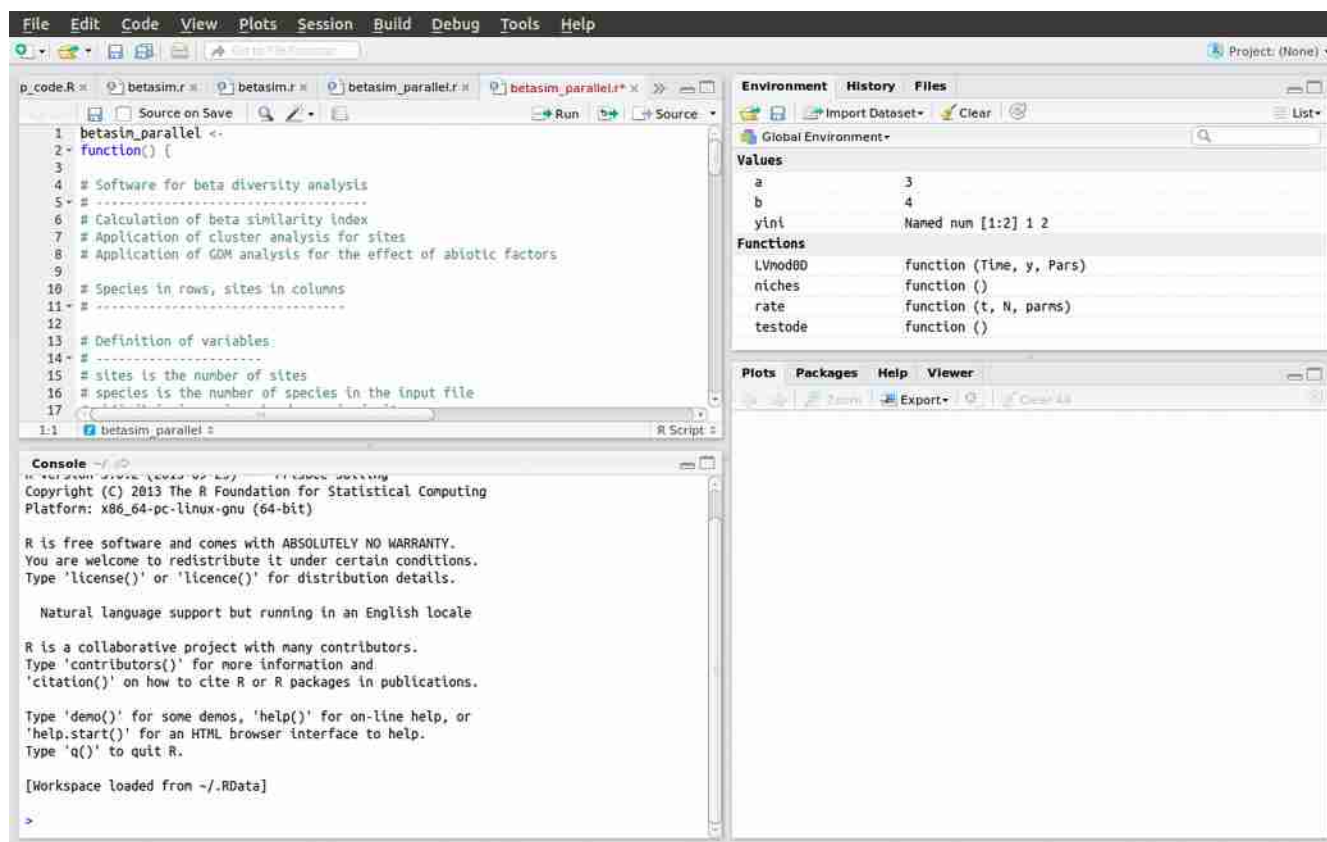 File Edit Code View Plots Session Build Debug Tools Help
Project: (None)
p_code.R betasim.r betasim.r betasim_parallel.r betasim_parallel.r*
Source on Save Run Source
1 betasim_parallel <-
2 function() {
3
4 # Software for beta diversity analysis
5 # ----------------------------------
6 # Calculation of beta similarity index
7 # Application of cluster analysis for sites
8 # Application of GDM analysis for the effect of abiotic factors
9
10 # Species in rows, sites in columns
11 # -------------------------------
12
13 # Definition of variables
14 # ---------------------
15 # sites is the number of sites
16 # species is the number of species in the input file
17
1:1 betasim_parallel R Script
Console ~/
Copyright (C) 2013 The R Foundation for Statistical Computing
Platform: x86_64-pc-linux-gnu (64-bit)
R is free software and comes with ABSOLUTELY NO WARRANTY.
You are welcome to redistribute it under certain conditions.
Type 'license()' or 'licence()' for distribution details.
Natural language support but running in an English locale
R is a collaborative project with many contributors.
Type 'contributors()' for more information and
'citation()' on how to cite R or R packages in publications.
Type 'demo()' for some demos, 'help()' for on-line help, or
'help.start()' for an HTML browser interface to help.
Type 'q()' to quit R.
[Workspace loaded from ~/.RData]
>
Environment History Files
Import Dataset Clear List
Global Environment
Values
a 3
b 4
yini Named num [1:2] 1 2
Functions
LVmod0D function (Time, y, Pars)
niches function ()
rate function (t, N, parms)
testode function ()
Plots Packages Help Viewer
Zoom Export Clear All